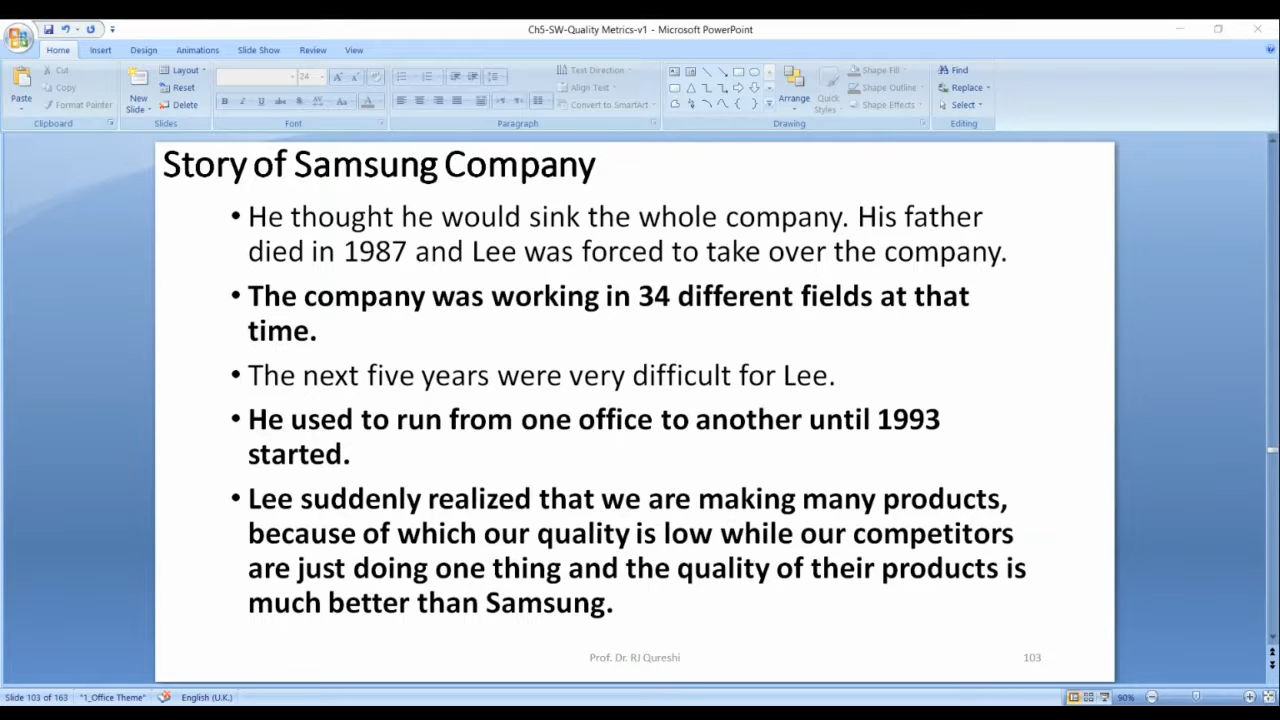 Ch5-SW-Quality Metrics-v1 - Microsoft PowerPoint
Home Insert Design Animations Slide Show Review View
Paste
Cut
Copy
Format Painter
Clipboard
New
Slide
Layout
Reset
Delete
Slides
24
Font
Paragraph
Text Direction
Align Text
Convert to SmartArt
Arrange
Quick
Styles
Shape Fill
Shape Outline
Shape Effects
Drawing
Find
Replace
Select
Editing
Story of Samsung Company
• He thought he would sink the whole company. His father
died in 1987 and Lee was forced to take over the company.
• The company was working in 34 different fields at that
time.
• The next five years were very difficult for Lee.
• He used to run from one office to another until 1993
started.
• Lee suddenly realized that we are making many products,
because of which our quality is low while our competitors
are just doing one thing and the quality of their products is
much better than Samsung.
Prof. Dr. RJ Qureshi 103
Slide 103 of 163 "1_Office Theme" English (U.K.) 90%